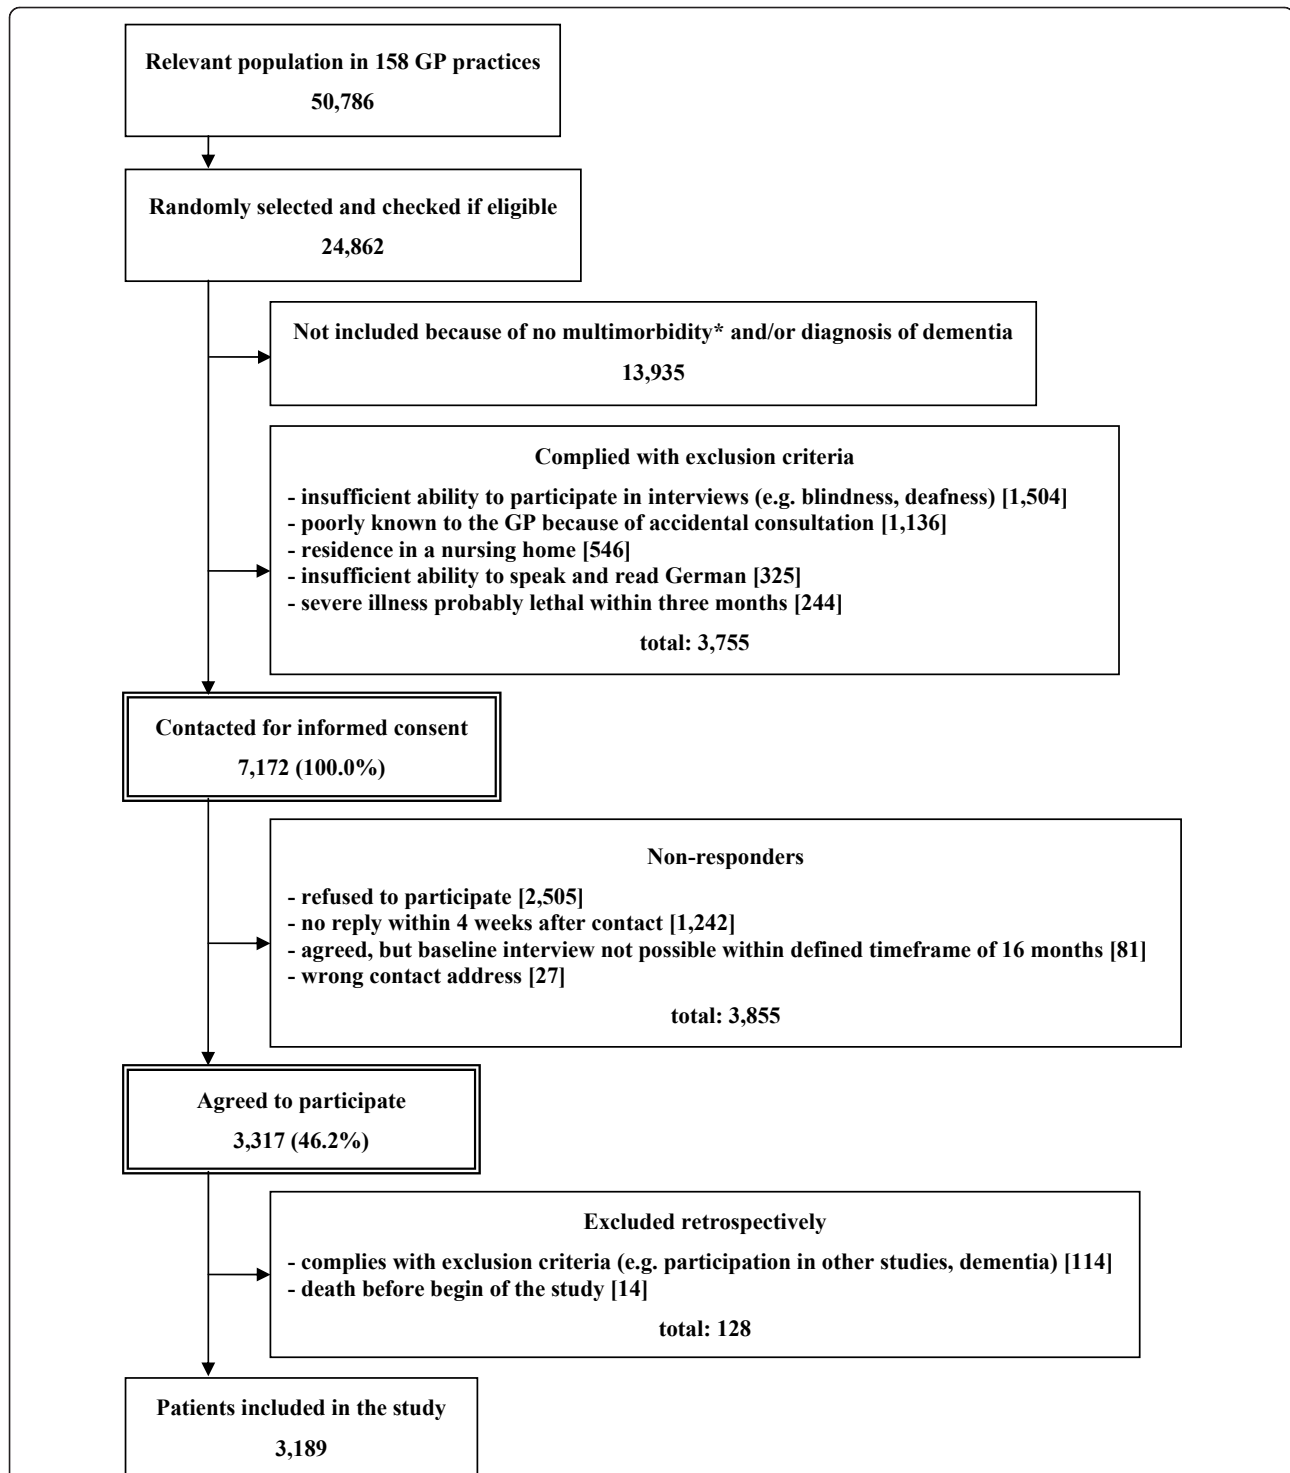 Relevant population in 158 GP practices
50,786
Randomly selected and checked if eligible
24,862
Not included because of no multimorbidity* and/or diagnosis of dementia
13,935
Complied with exclusion criteria
- insufficient ability to participate in interviews (e.g. blindness, deafness) [1,504]
- poorly known to the GP because of accidental consultation [1,136]
- residence in a nursing home [546]
- insufficient ability to speak and read German [325]
- severe illness probably lethal within three months [244]
total: 3,755
Contacted for informed consent
7,172 (100.0%)
Non-responders
- refused to participate [2,505]
- no reply within 4 weeks after contact [1,242]
- agreed, but baseline interview not possible within defined timeframe of 16 months [81]
- wrong contact address [27]
total: 3,855
Agreed to participate
3,317 (46.2%)
Excluded retrospectively
- complies with exclusion criteria (e.g. participation in other studies, dementia) [114]
- death before begin of the study [14]
total: 128
Patients included in the study
3,189